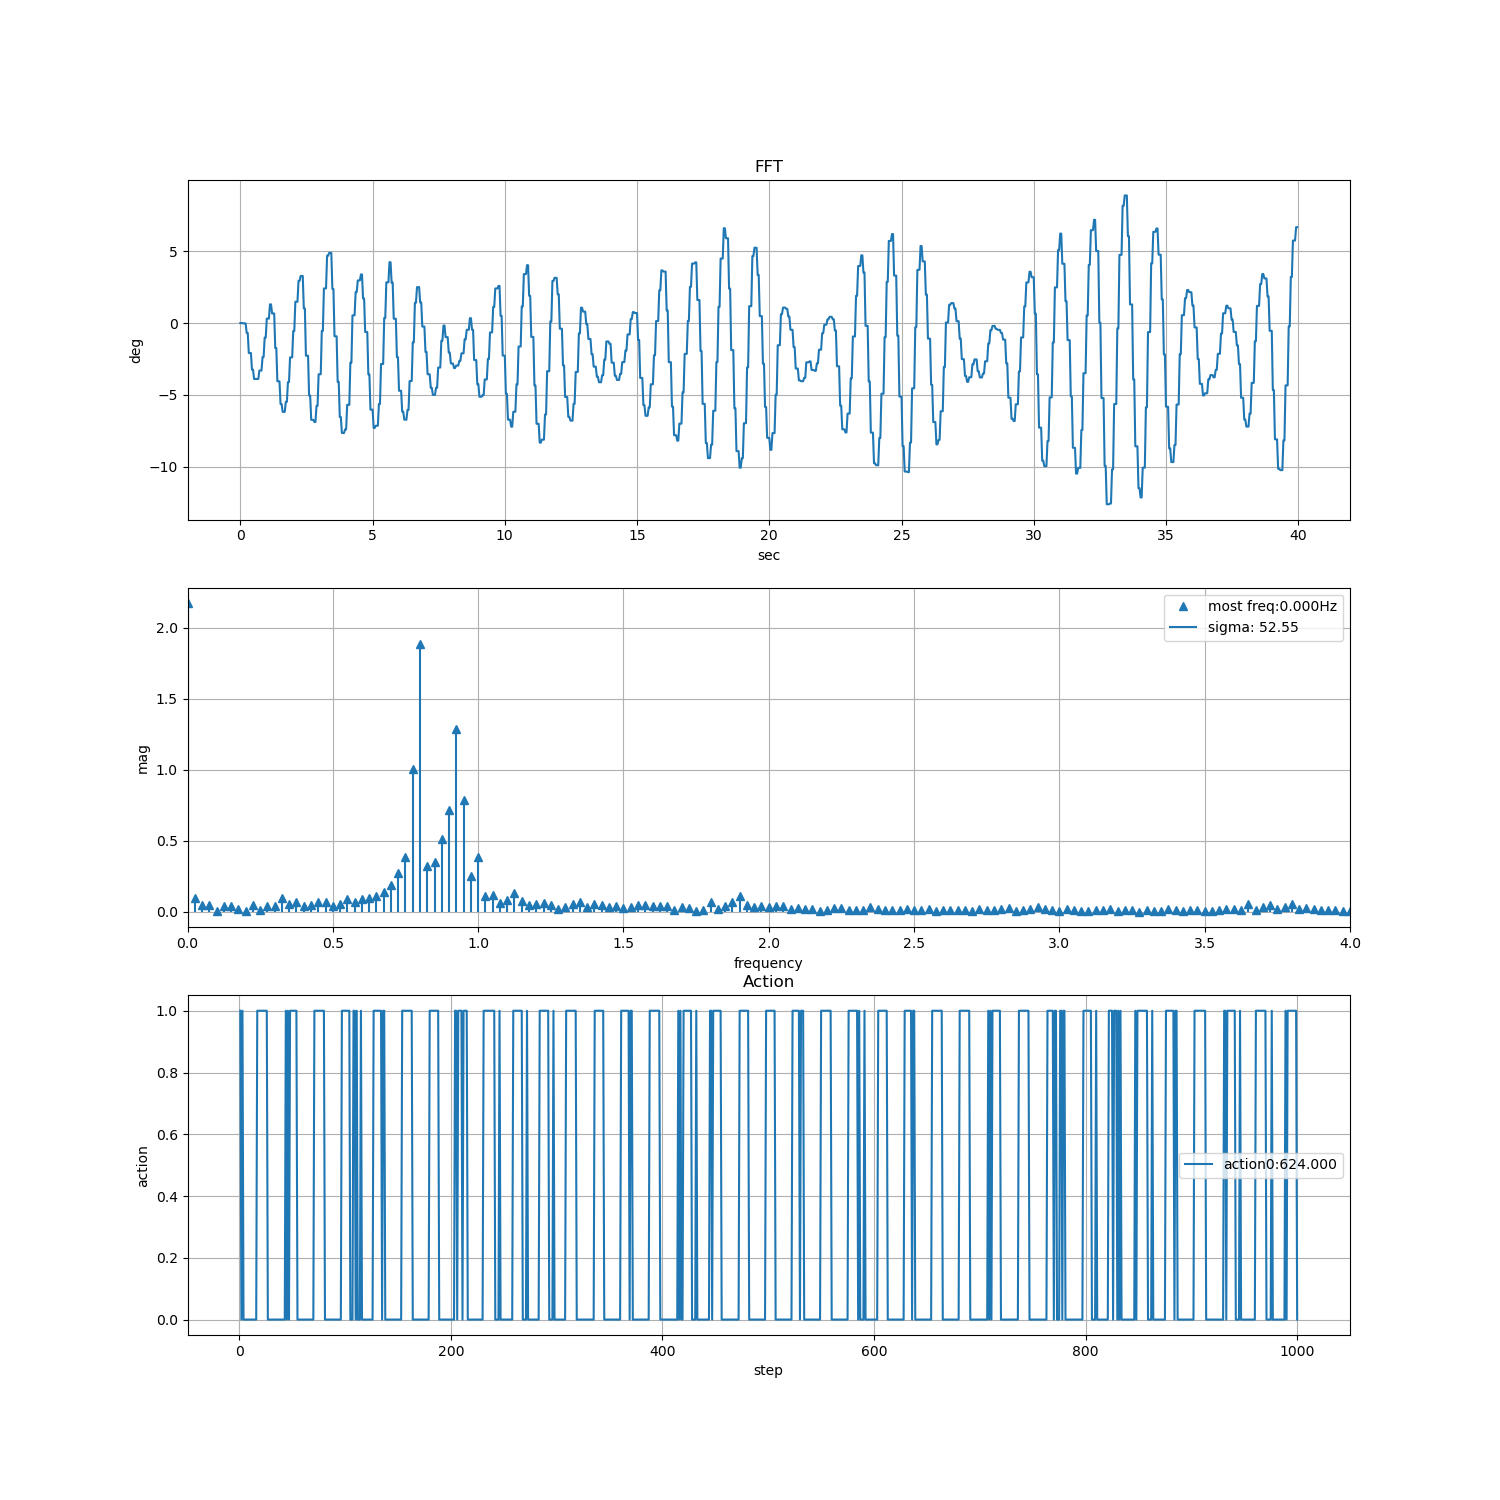 FFT
5
0
−5
−10
deg
0 5 10 15 20 25 30 35 40
sec
most freq:0.000Hz
sigma: 52.55
2.0
1.5
1.0
0.5
0.0
mag
0.0 0.5 1.0 1.5 2.0 2.5 3.0 3.5 4.0
frequency
Action
1.0
0.8
0.6
0.4
0.2
0.0
action
action0:624.000
0 200 400 600 800 1000
step